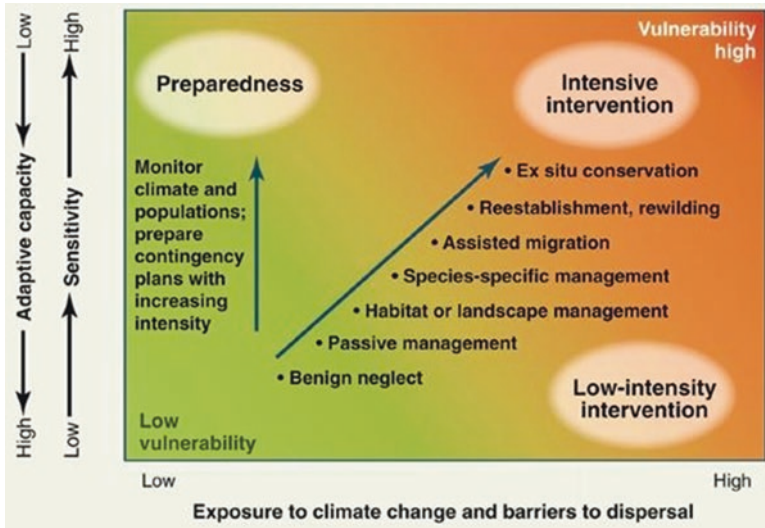 Low
High
Adaptive capacity
Sensitivity
High
Low
Vulnerability
high
Preparedness
Intensive
intervention
Monitor
climate and
populations;
prepare
contingency
plans with
increasing
intensity
• Ex situ conservation
• Reestablishment, rewilding
• Assisted migration
• Species-specific management
• Habitat or landscape management
• Passive management
• Benign neglect
Low-intensity
intervention
Low
vulnerability
Low
High
Exposure to climate change and barriers to dispersal